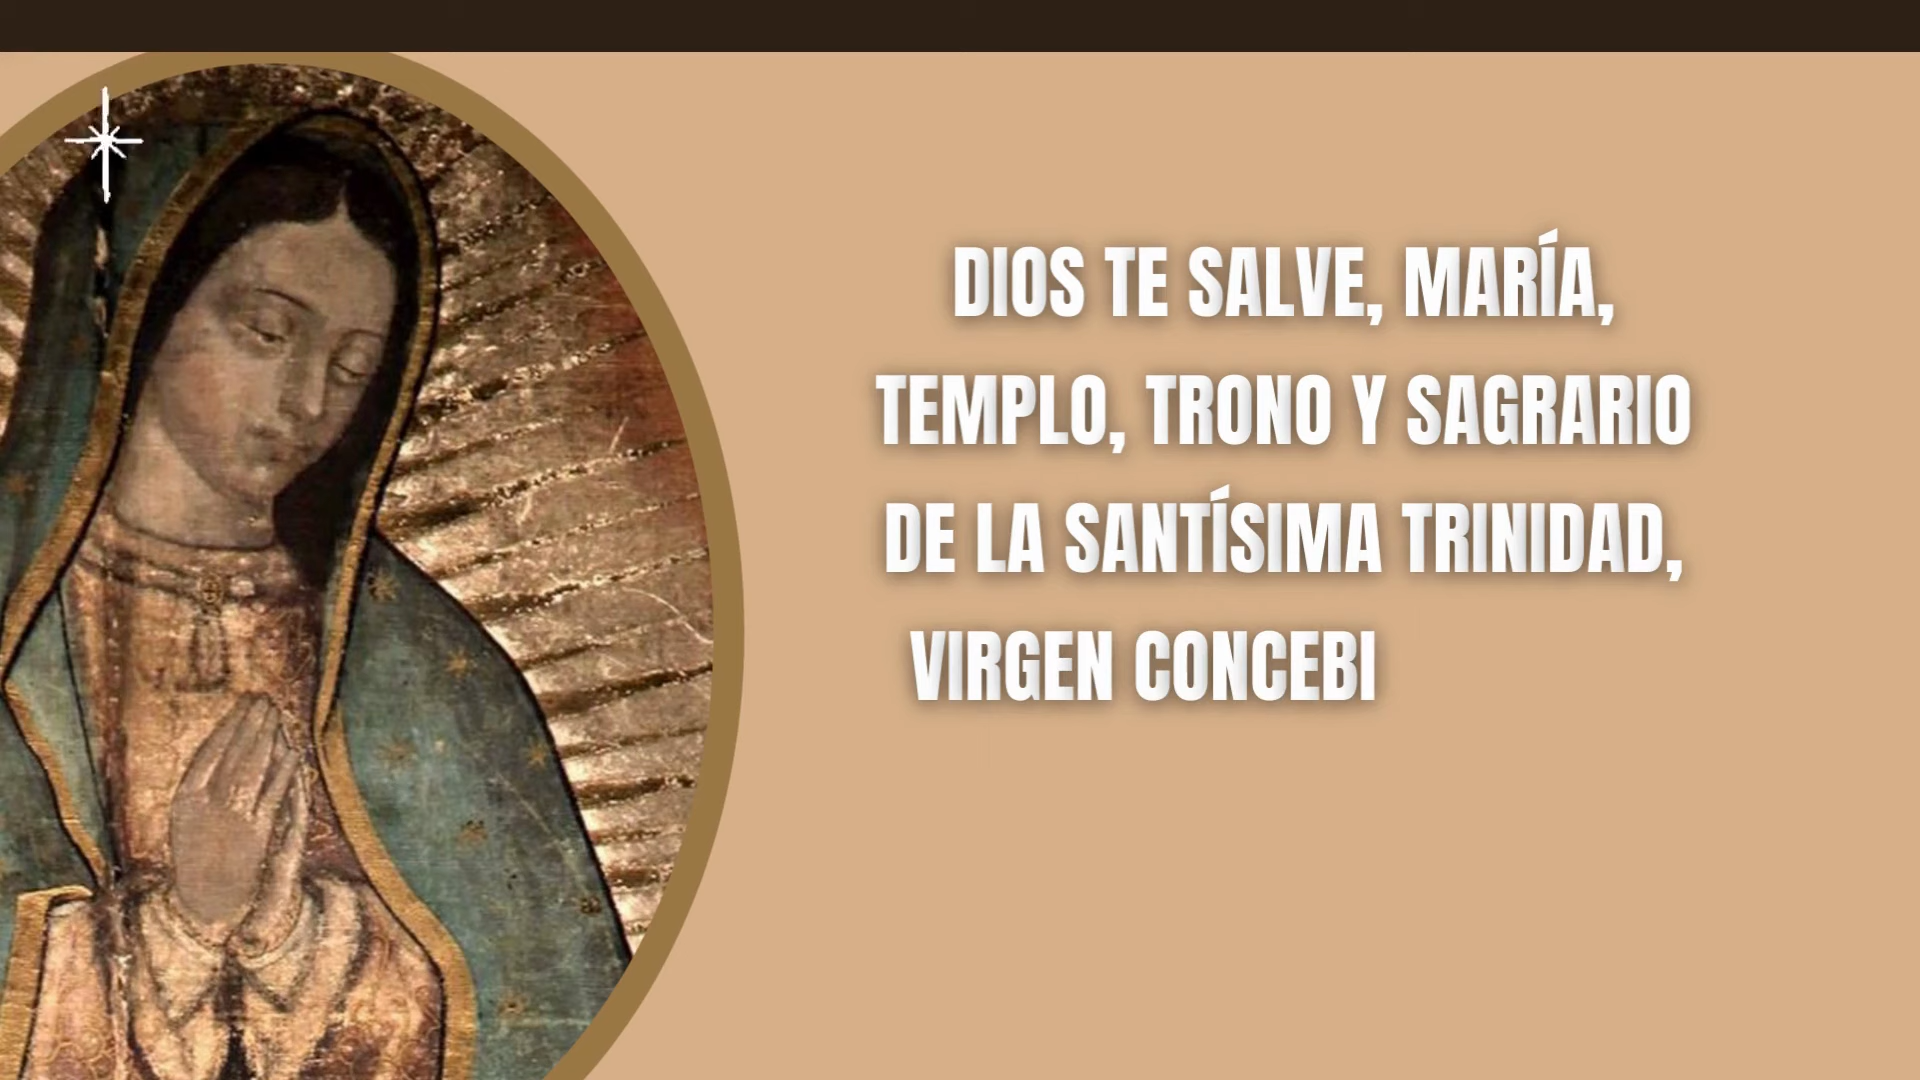 DIOS TE SALVE, MARÍA,
TEMPLO, TRONO Y SAGRARIO
DE LA SANTÍSIMA TRINIDAD,
VIRGEN CONCEBI